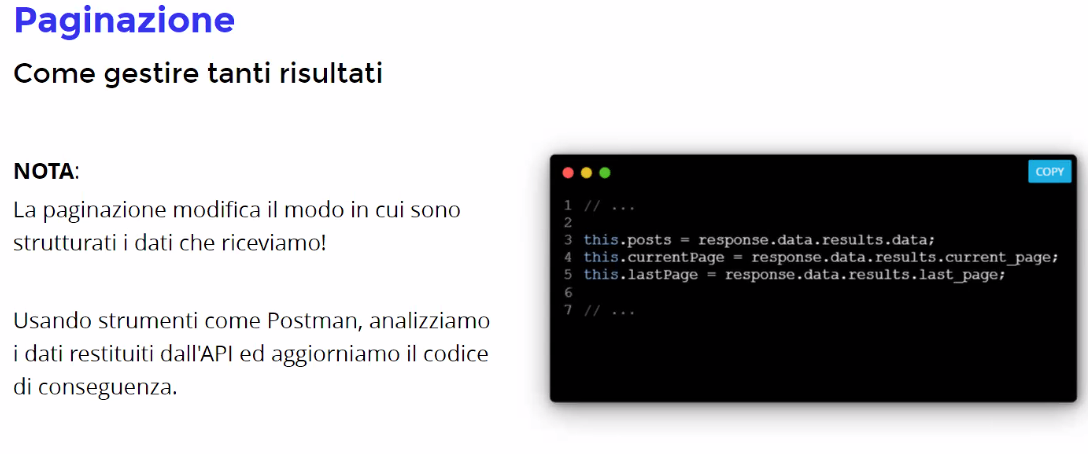 Paginazione
Come gestire tanti risultati
NOTA:
La paginazione modifica il modo in cui sono
strutturati i dati che riceviamo!
Usando strumenti come Postman, analizziamo
i dati restituiti dall'API ed aggiorniamo il codice
di conseguenza.
COPY
1 // ...
2
3 this.posts = response.data.results.data;
4 this.currentPage = response.data.results.current_page;
5 this.lastPage = response.data.results.last_page;
6
7 // ...